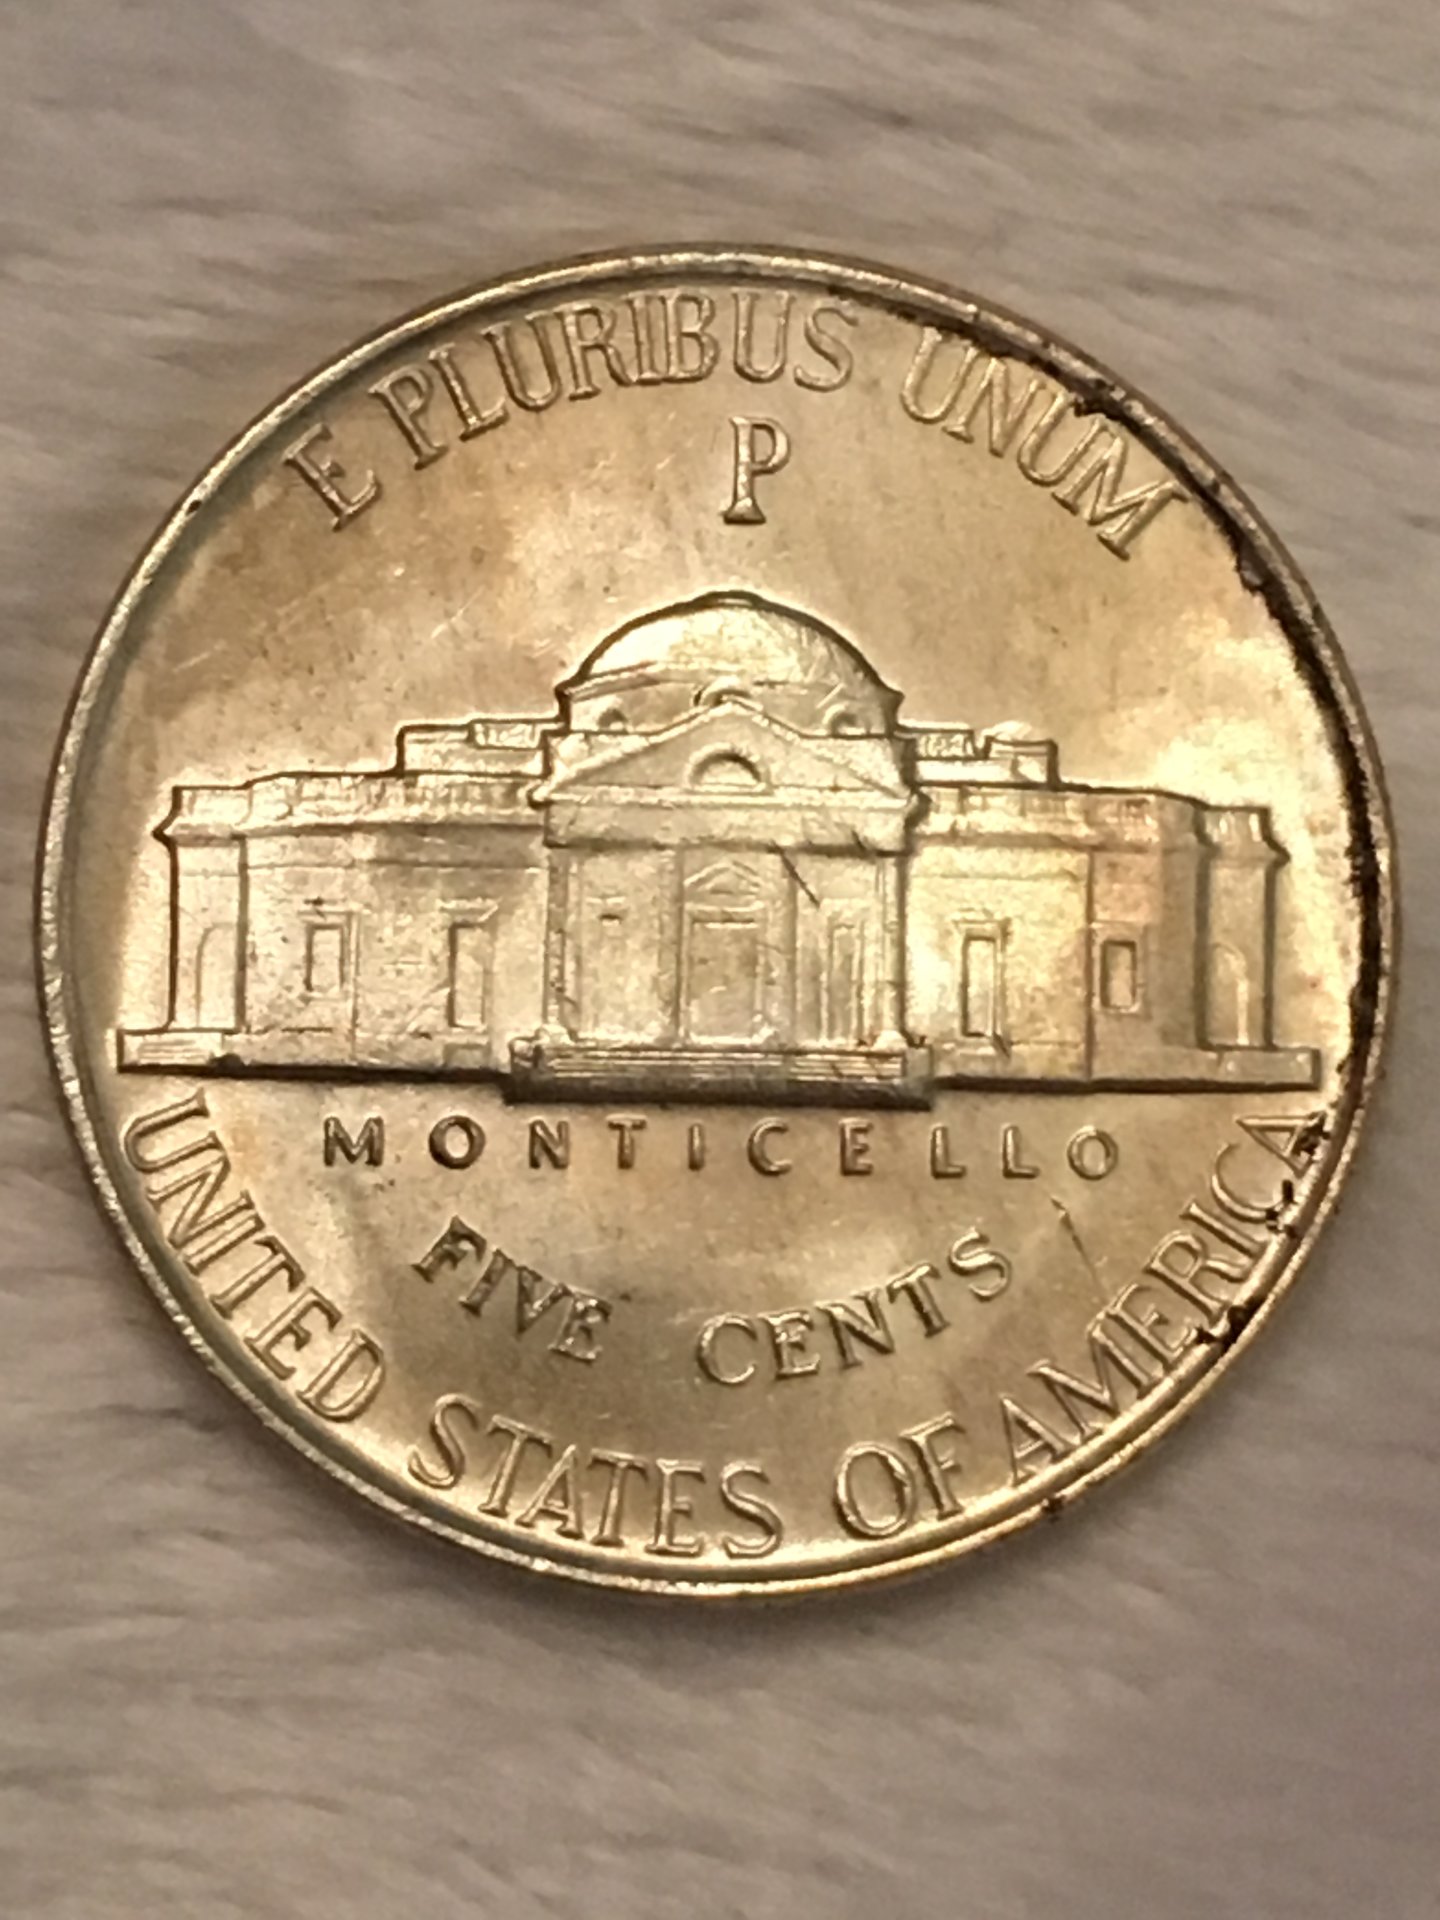 E PLURIBUS UNUM
P
MONTICELLO
FIVE CENTS
UNITED STATES OF AMERICA